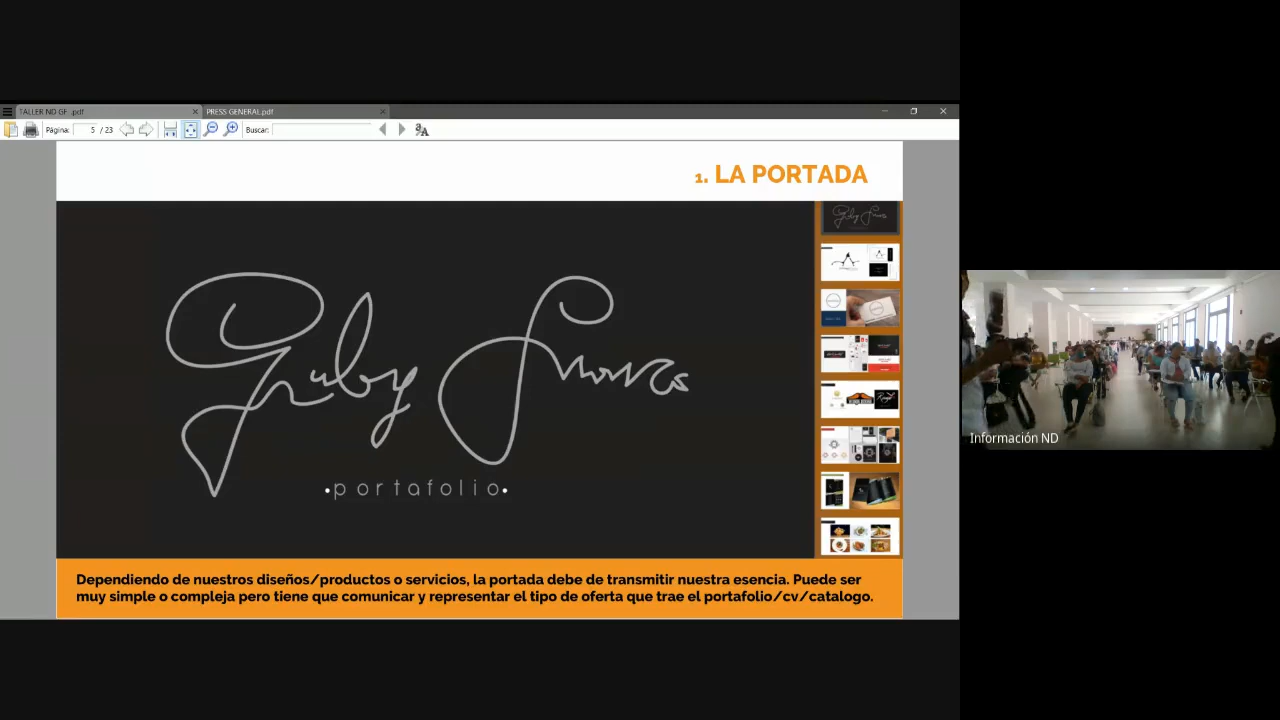 TALLER ND GF .pdf
PRESS GENERAL.pdf
Página: 5 / 23
Buscar:
1. LA PORTADA
Gruby
•portafolio•
Dependiendo de nuestros diseños/productos o servicios, la portada debe de transmitir nuestra esencia. Puede ser
muy simple o compleja pero tiene que comunicar y representar el tipo de oferta que trae el portafolio/cv/catalogo.
Información ND